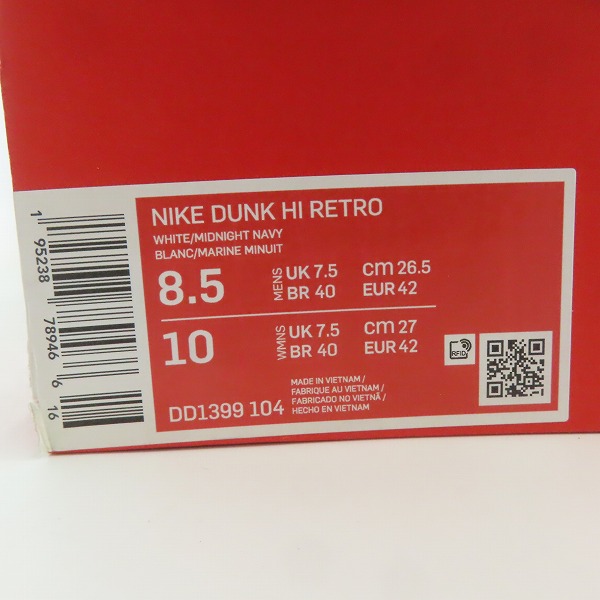 1 95238 78946 6 16
NIKE DUNK HI RETRO
WHITE/MIDNIGHT NAVY
BLANC/MARINE MINUIT
8.5 MENS UK 7.5 CM 26.5
BR 40 EUR 42
10 WMNS UK 7.5 CM 27
BR 40 EUR 42
RFID
DD1399 104
MADE IN VIETNAM /
FABRIQUE AU VIETNAM /
FABRICADO NO VIETNÃ /
HECHO EN VIETNAM